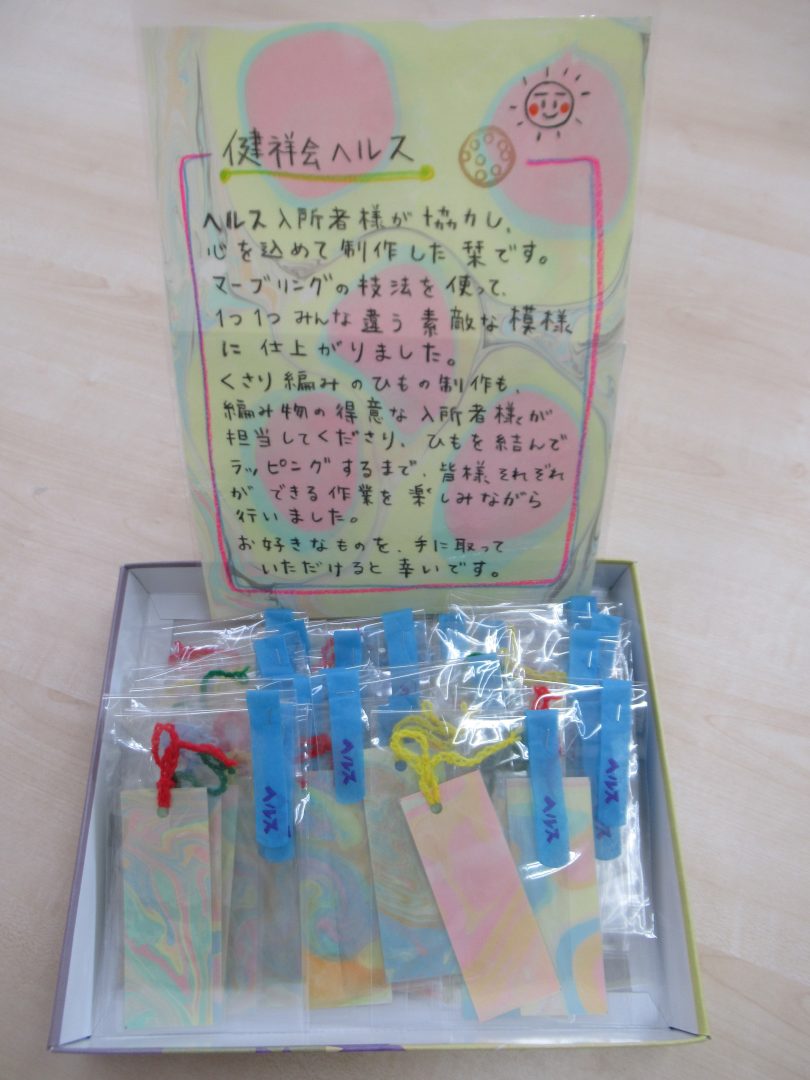 健祥会ヘルス
ヘルス入所者様が協力し、
心を込めて制作した栞です。
マーブリングの技法を使って、
1つ1つみんな違う素敵な模様
に仕上がりました。
くさり編みのひもの制作も、
編み物の得意な入所者様が
担当してくださり、ひもを結んで
ラッピングするまで、皆様、それぞれ
ができる作業を楽しみながら
行いました。
お好きなものを、手に取って
いただけると幸いです。
ヘルス
ヘルス
ヘルス
ヘルス
ヘルス